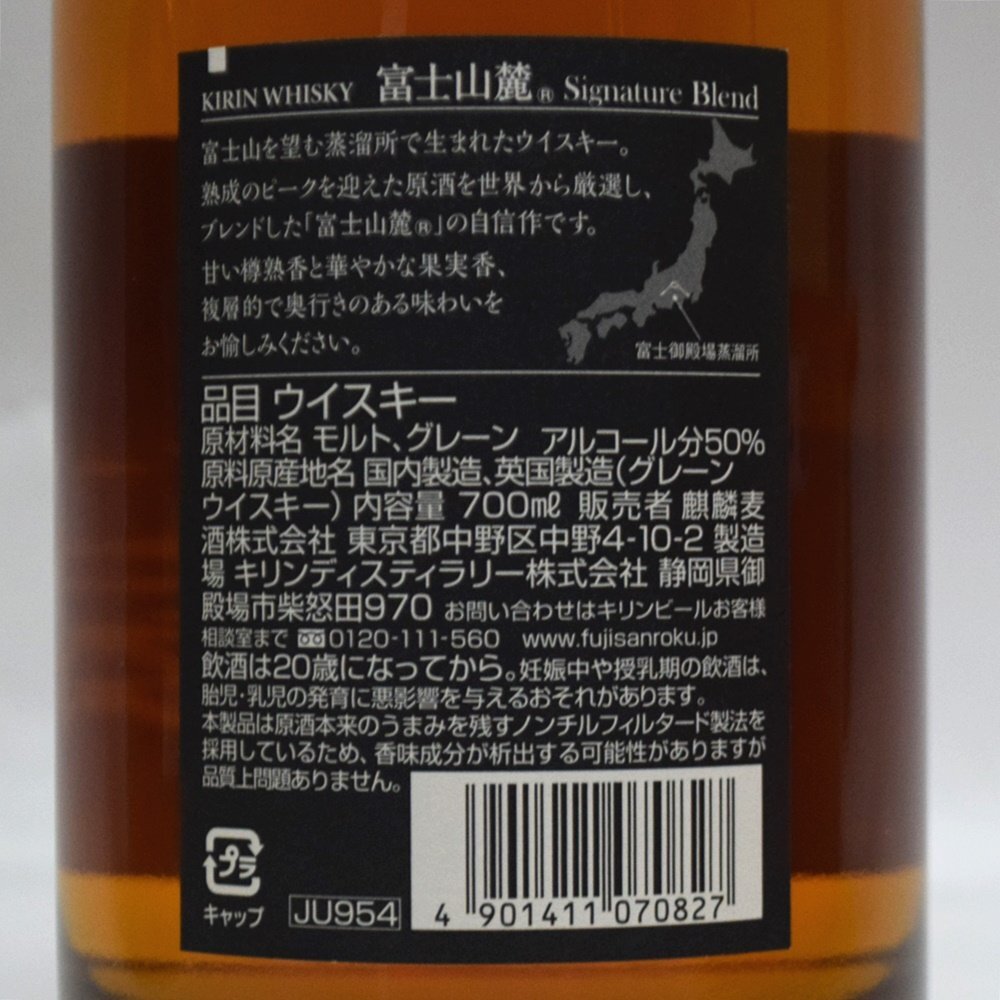 KIRIN WHISKY 富士山麓® Signature Blend
富士山を望む蒸溜所で生まれたウイスキー。
熟成のピークを迎えた原酒を世界から厳選し、
ブレンドした「富士山麓®」の自信作です。
甘い樽熟香と華やかな果実香、
複層的で奥行きのある味わいを
お愉しみください。
富士御殿場蒸溜所
品目 ウイスキー
原材料名 モルト、グレーン アルコール分50%
原料原産地名 国内製造、英国製造(グレーン
ウイスキー) 内容量 700mℓ 販売者 麒麟麦
酒株式会社 東京都中野区中野4-10-2 製造
場 キリンディスティラリー株式会社 静岡県御
殿場市柴怒田970 お問い合わせはキリンビールお客様
相談室まで 0120-111-560 www.fujisanroku.jp
飲酒は20歳になってから。妊娠中や授乳期の飲酒は、
胎児・乳児の発育に悪影響を与えるおそれがあります。
本製品は原酒本来のうまみを残すノンチルフィルタード製法を
採用しているため、香味成分が析出する可能性がありますが
品質上問題ありません。
プラ
キャップ
JU954
4 901411 070827